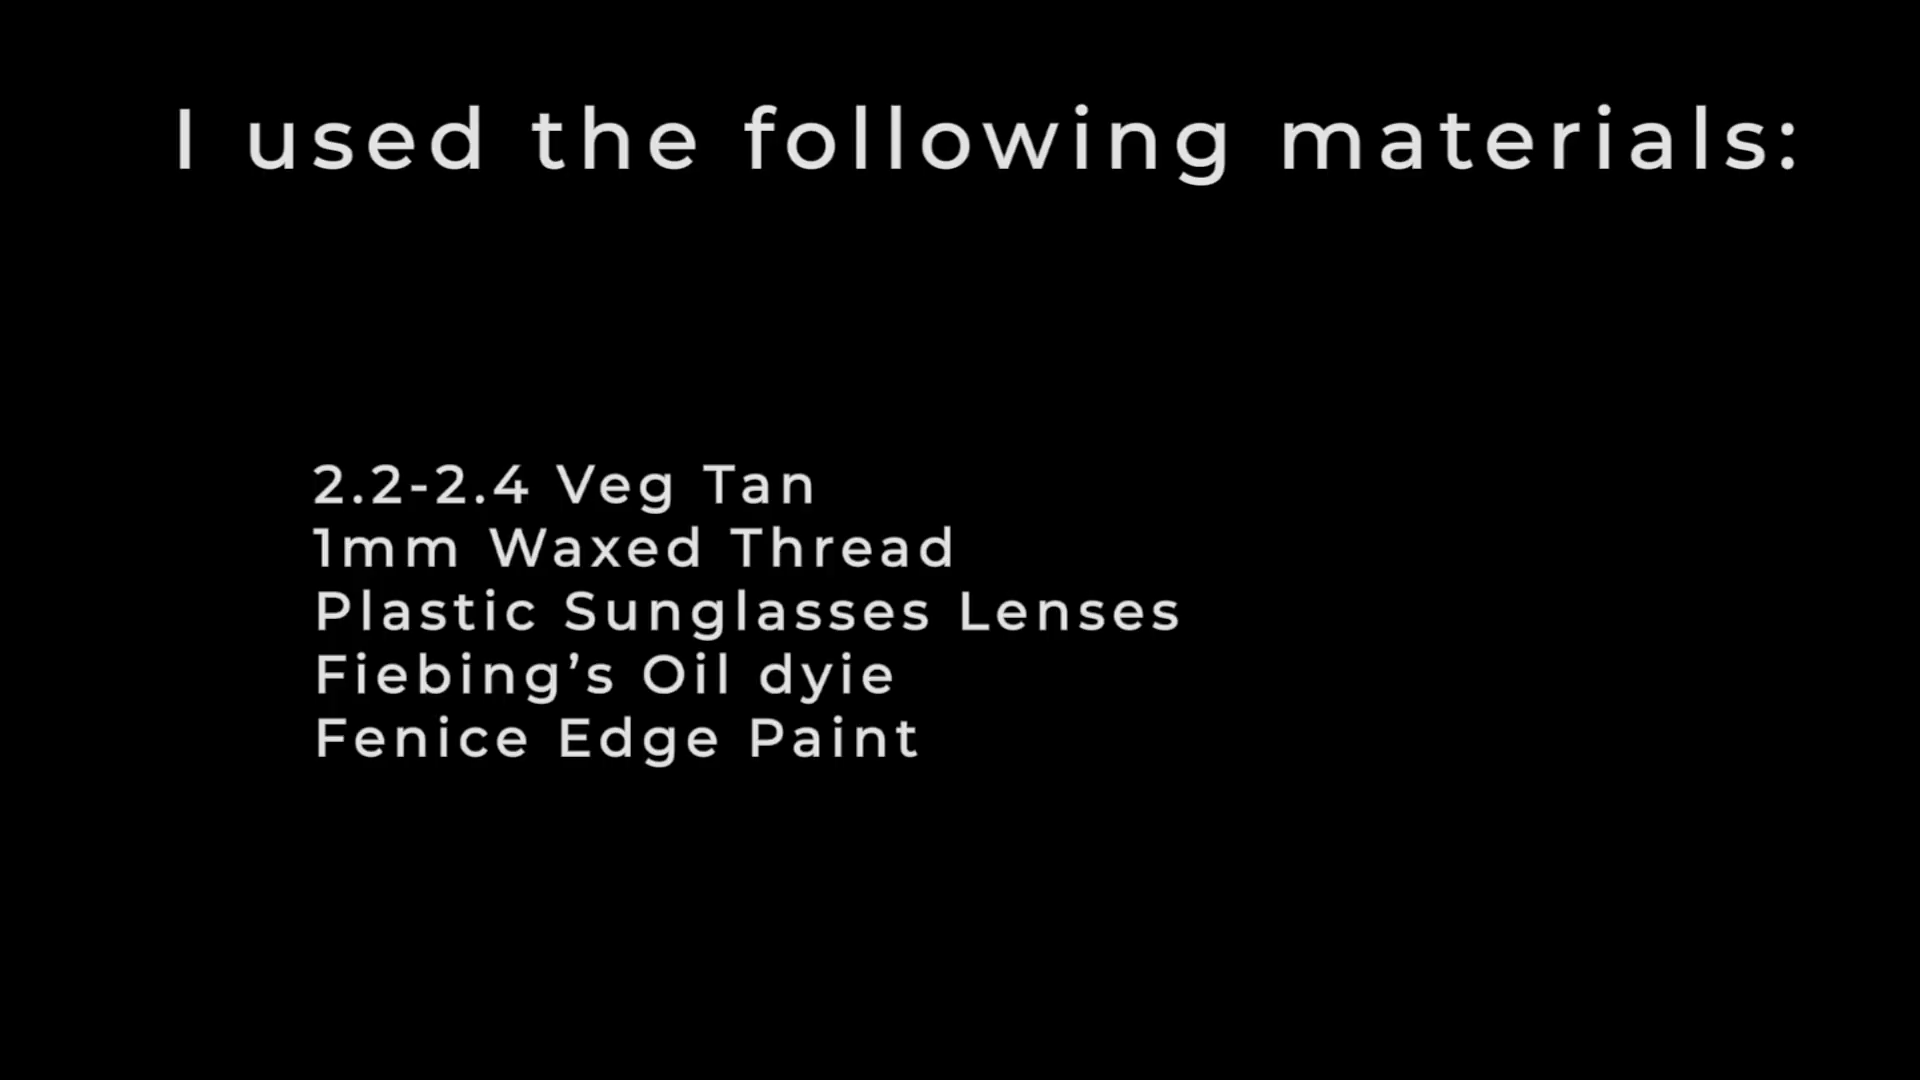 I used the following materials:
2.2-2.4 Veg Tan
1mm Waxed Thread
Plastic Sunglasses Lenses
Fiebing’s Oil dyie
Fenice Edge Paint